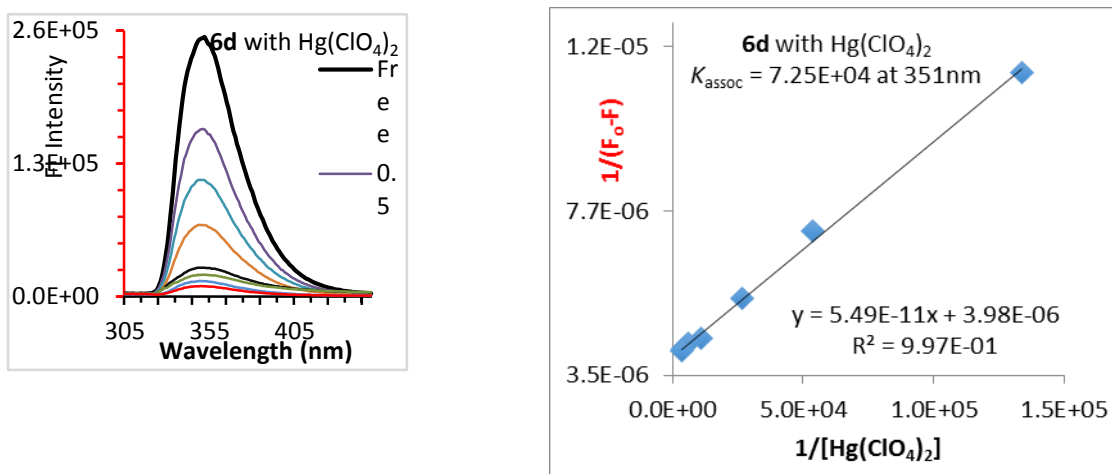 2.6E+05
6d with Hg(ClO4)2
Fr
e
e
0.
5
1.3E+05
0.0E+00
305 355 405
Wavelength (nm)
1.2E-05
6d with Hg(ClO4)2
Kassoc = 7.25E+04 at 351nm
1/(Fo-F)
7.7E-06
y = 5.49E-11x + 3.98E-06
R² = 9.97E-01
3.5E-06
0.0E+00 5.0E+04 1.0E+05 1.5E+05
1/[Hg(ClO4)2]